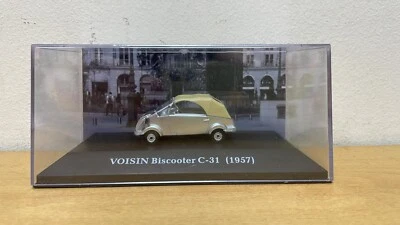 VOISIN Biscooter C-31 (1957)